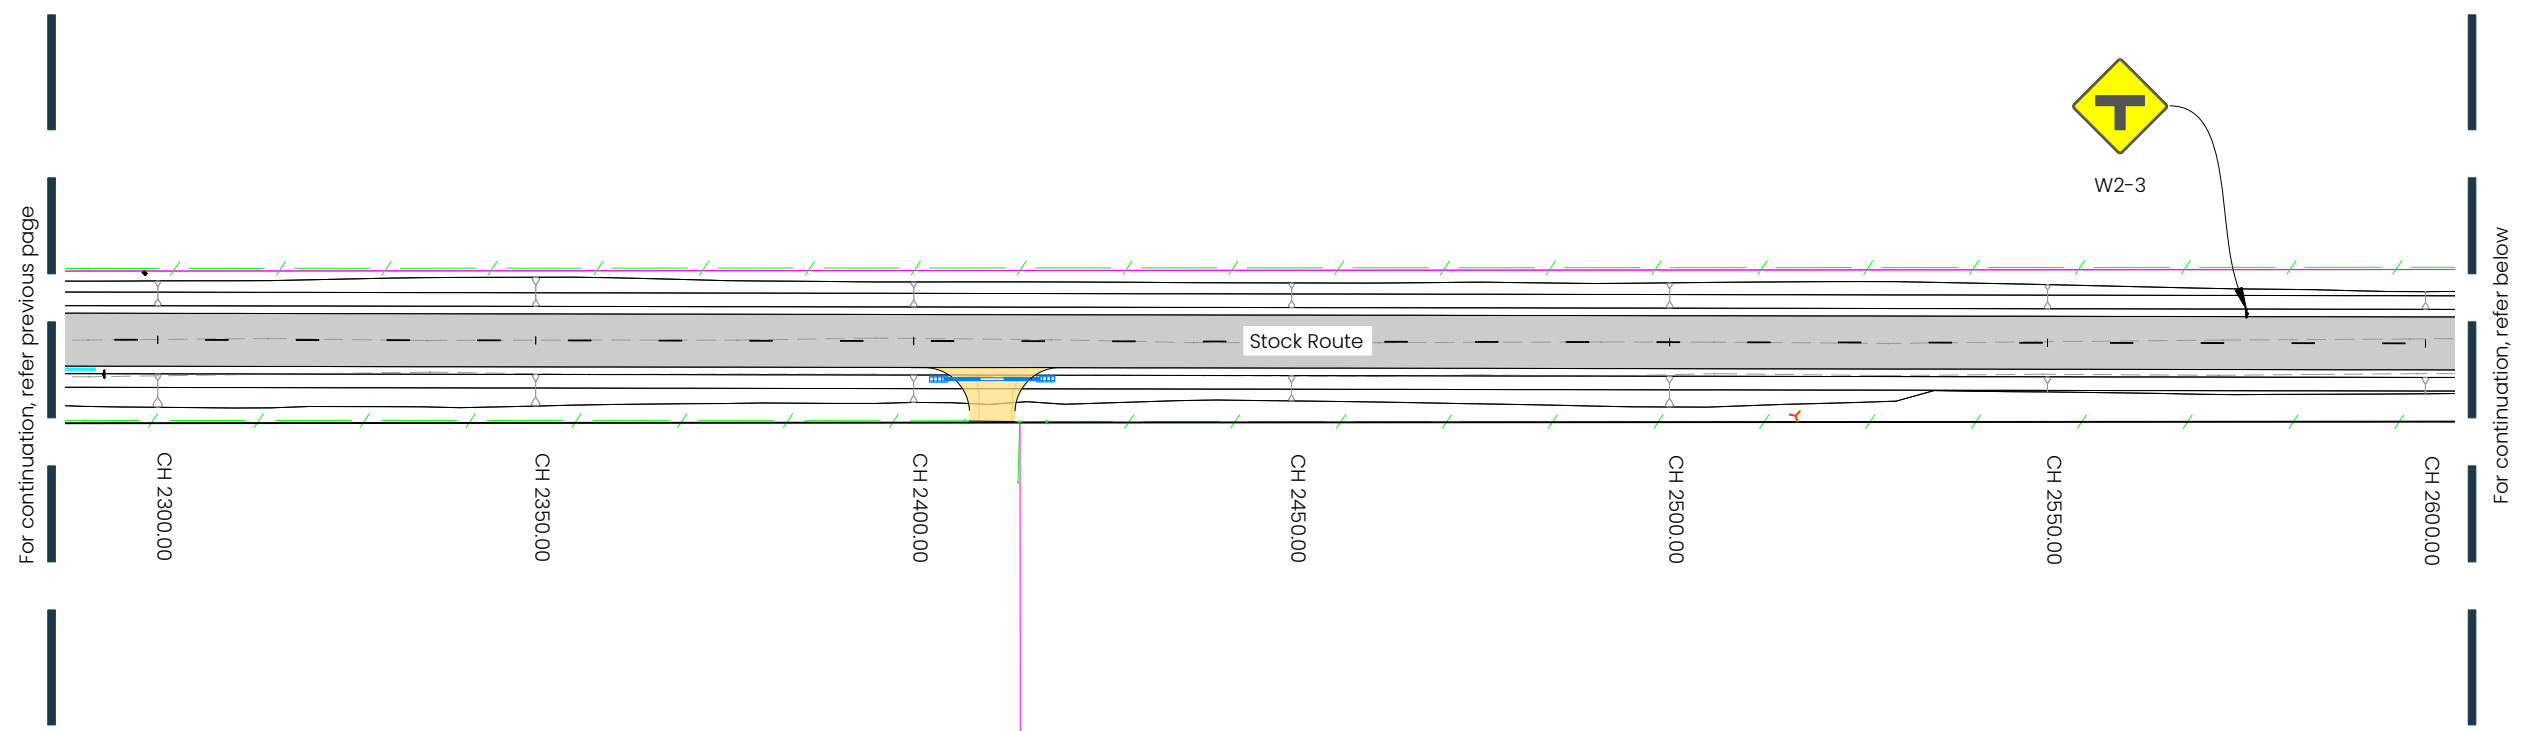 W2-3
For continuation, refer previous page
For continuation, refer below
Stock Route
CH 2300.00
CH 2350.00
CH 2400.00
CH 2450.00
CH 2500.00
CH 2550.00
CH 2600.00